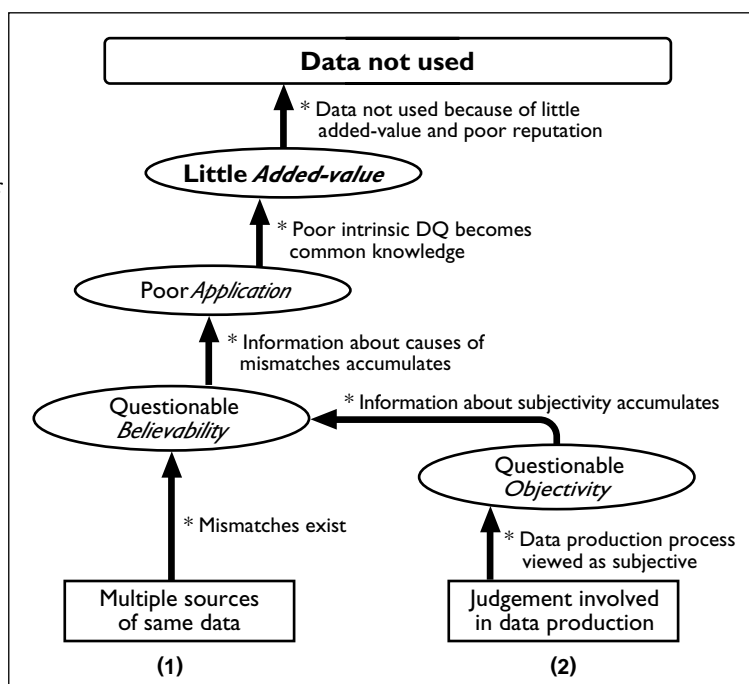 Data not used
* Data not used because of little
added-value and poor reputation
Little Added-value
* Poor intrinsic DQ becomes
common knowledge
Poor Application
* Information about causes of
mismatches accumulates
Questionable
Believability
* Information about subjectivity accumulates
Questionable
Objectivity
* Mismatches exist
* Data production process
viewed as subjective
Multiple sources
of same data
Judgement involved
in data production
(1)
(2)